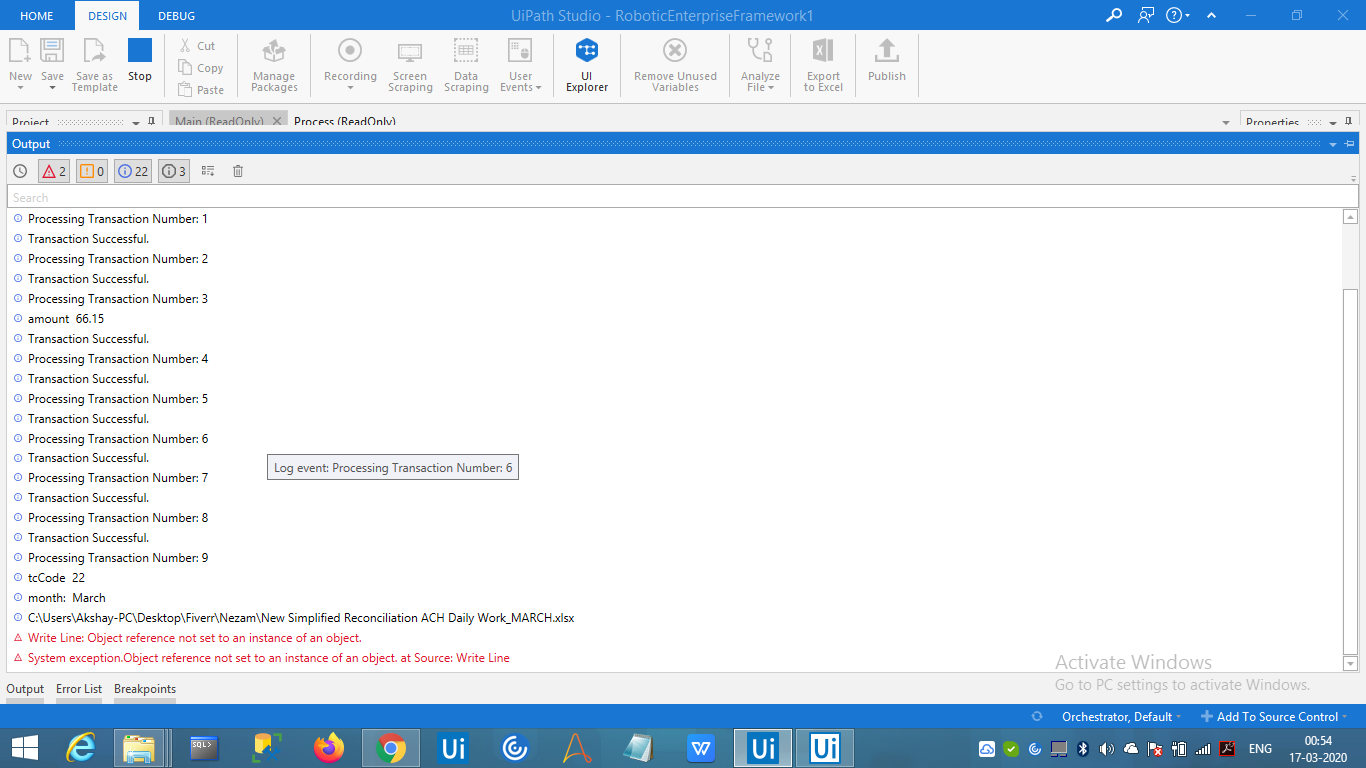 HOME DESIGN DEBUG UiPath Studio - RoboticEnterpriseFramework1
New Save Save as Template Stop Cut Copy Paste Manage Packages Recording Screen Scraping Data Scraping User Events UI Explorer Remove Unused Variables Analyze File Export to Excel Publish
Project Main (ReadOnly) Process (ReadOnly) Properties
Output
2 0 22 3
Search
Processing Transaction Number: 1
Transaction Successful.
Processing Transaction Number: 2
Transaction Successful.
Processing Transaction Number: 3
amount 66.15
Transaction Successful.
Processing Transaction Number: 4
Transaction Successful.
Processing Transaction Number: 5
Transaction Successful.
Processing Transaction Number: 6
Transaction Successful.
Log event: Processing Transaction Number: 6
Processing Transaction Number: 7
Transaction Successful.
Processing Transaction Number: 8
Transaction Successful.
Processing Transaction Number: 9
tcCode 22
month: March
C:\Users\Akshay-PC\Desktop\Fiverr\Nezam\New Simplified Reconciliation ACH Daily Work_MARCH.xlsx
Write Line: Object reference not set to an instance of an object.
System exception.Object reference not set to an instance of an object. at Source: Write Line
Activate Windows
Go to PC settings to activate Windows.
Output Error List Breakpoints
Orchestrator, Default Add To Source Control
SQL> Ui W Ui Ui ENG 00:54
17-03-2020